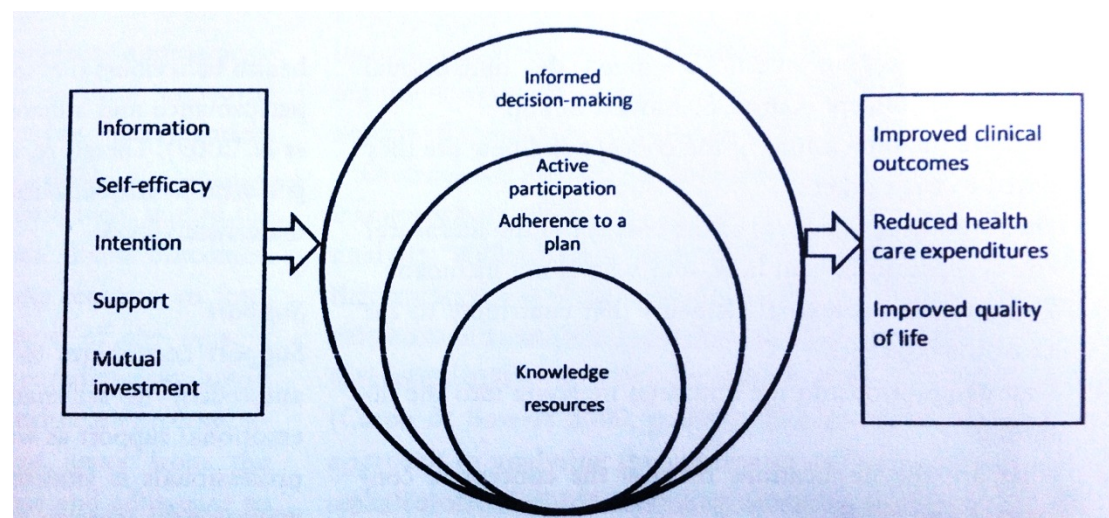 Information
Self-efficacy
Intention
Support
Mutual
investment
Informed
decision-making
Active
participation
Adherence to a
plan
Knowledge
resources
Improved clinical
outcomes
Reduced health
care expenditures
Improved quality
of life